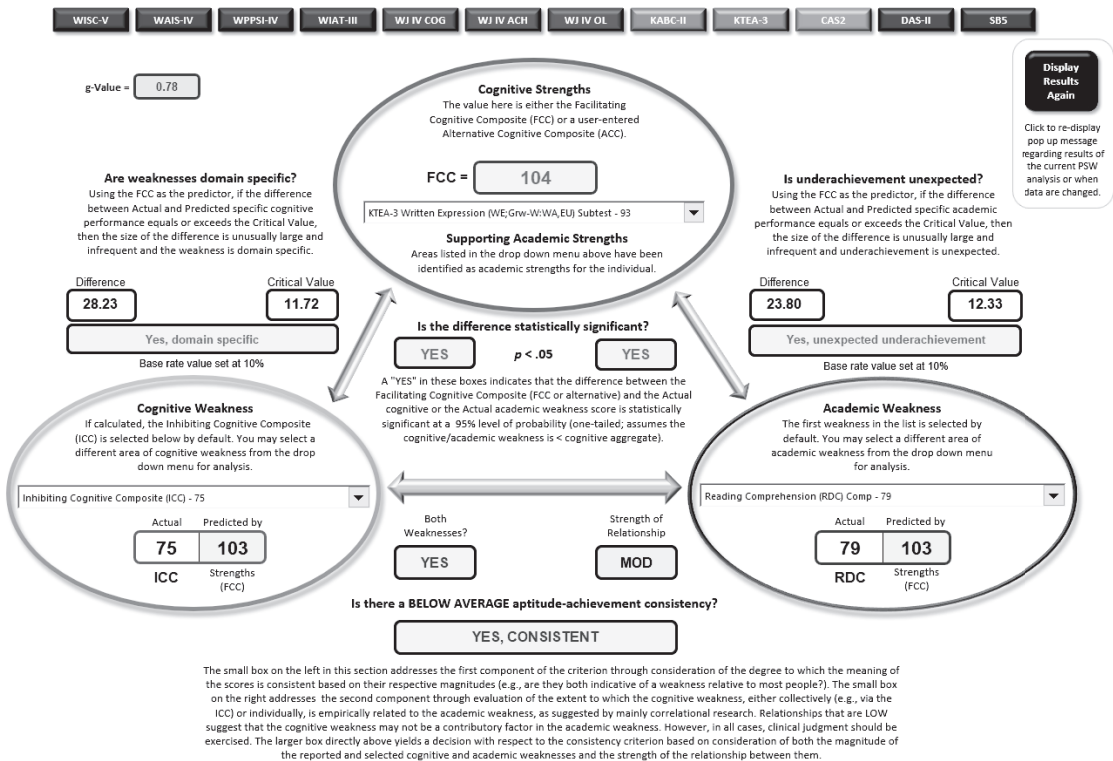 WISC-V WAIS-IV WPPSI-IV WIAT-III WJ IV COG WJ IV ACH WJ IV OL KABC-II KTEA-3 CAS2 DAS-II SB5
g-Value = 0.78
Display
Results
Again
Click to re-display
pop up message
regarding results of
the current PSW
analysis or when
data are changed.
Cognitive Strengths
The value here is either the Facilitating
Cognitive Composite (FCC) or a user-entered
Alternative Cognitive Composite (ACC).
FCC = 104
KTEA-3 Written Expression (WE;Grw-W:WA,EU) Subtest - 93
Supporting Academic Strengths
Areas listed in the drop down menu above have been
identified as academic strengths for the individual.
Are weaknesses domain specific?
Using the FCC as the predictor, if the difference
between Actual and Predicted specific cognitive
performance equals or exceeds the Critical Value,
then the size of the difference is unusually large and
infrequent and the weakness is domain specific.
Difference Critical Value
28.23 11.72
Yes, domain specific
Base rate value set at 10%
Is underachievement unexpected?
Using the FCC as the predictor, if the difference
between Actual and Predicted specific academic
performance equals or exceeds the Critical Value, then
the size of the difference is unusually large and
infrequent and underachievement is unexpected.
Difference Critical Value
23.80 12.33
Yes, unexpected underachievement
Base rate value set at 10%
Is the difference statistically significant?
YES p < .05 YES
A "YES" in these boxes indicates that the difference between the
Facilitating Cognitive Composite (FCC or alternative) and the Actual
cognitive or the Actual academic weakness score is statistically
significant at a 95% level of probability (one-tailed; assumes the
cognitive/academic weakness is < cognitive aggregate).
Cognitive Weakness
If calculated, the Inhibiting Cognitive Composite
(ICC) is selected below by default. You may select a
different area of cognitive weakness from the drop
down menu for analysis.
Inhibiting Cognitive Composite (ICC) - 75
Actual Predicted by
75 103
ICC Strengths
(FCC)
Academic Weakness
The first weakness in the list is selected by
default. You may select a different area of
academic weakness from the drop down menu
for analysis.
Reading Comprehension (RDC) Comp - 79
Actual Predicted by
79 103
RDC Strengths
(FCC)
Both
Weaknesses?
YES
Strength of
Relationship
MOD
Is there a BELOW AVERAGE aptitude-achievement consistency?
YES, CONSISTENT
The small box on the left in this section addresses the first component of the criterion through consideration of the degree to which the meaning of
the scores is consistent based on their respective magnitudes (e.g., are they both indicative of a weakness relative to most people?). The small box
on the right addresses the second component through evaluation of the extent to which the cognitive weakness, either collectively (e.g., via the
ICC) or individually, is empirically related to the academic weakness, as suggested by mainly correlational research. Relationships that are LOW
suggest that the cognitive weakness may not be a contributory factor in the academic weakness. However, in all cases, clinical judgment should be
exercised. The larger box directly above yields a decision with respect to the consistency criterion based on consideration of both the magnitude of
the reported and selected cognitive and academic weaknesses and the strength of the relationship between them.